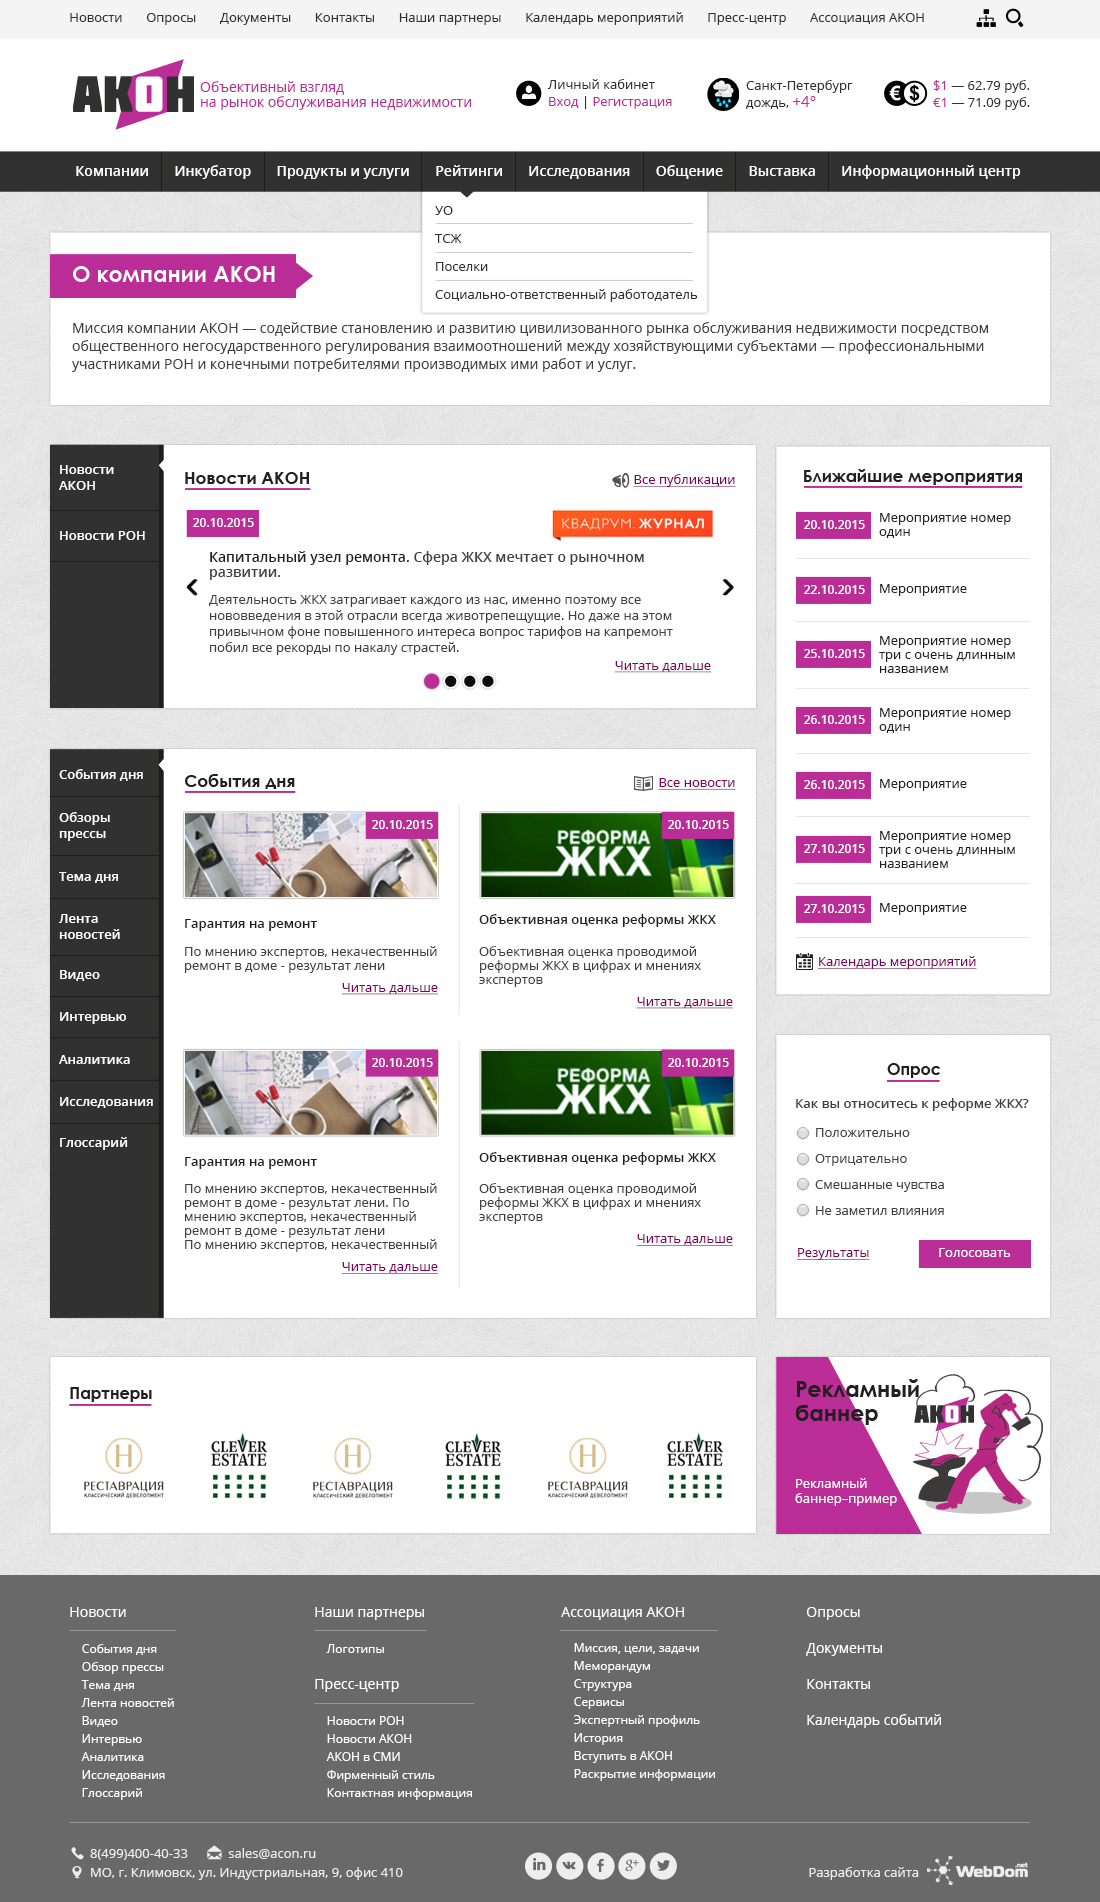 Новости Опросы Документы Контакты Наши партнеры Календарь мероприятий Пресс-центр Ассоциация АКОН
АКОН
Объективный взгляд
на рынок обслуживания недвижимости
Личный кабинет
Вход | Регистрация
Санкт-Петербург
дождь, +4°
€ $
$1 — 62.79 руб.
€1 — 71.09 руб.
Компании Инкубатор Продукты и услуги Рейтинги Исследования Общение Выставка Информационный центр
УО
ТСЖ
Поселки
Социально-ответственный работодатель
О компании АКОН
Миссия компании АКОН — содействие становлению и развитию цивилизованного рынка обслуживания недвижимости посредством
общественного негосударственного регулирования взаимоотношений между хозяйствующими субъектами — профессиональными
участниками РОН и конечными потребителями производимых ими работ и услуг.
Новости
АКОН
Новости РОН
Новости АКОН
Все публикации
20.10.2015
КВАДРУМ. ЖУРНАЛ
Капитальный узел ремонта. Сфера ЖКХ мечтает о рыночном
развитии.
Деятельность ЖКХ затрагивает каждого из нас, именно поэтому все
нововведения в этой отрасли всегда животрепещущие. Но даже на этом
привычном фоне повышенного интереса вопрос тарифов на капремонт
побил все рекорды по накалу страстей.
Читать дальше
Ближайшие мероприятия
20.10.2015 Мероприятие номер
один
22.10.2015 Мероприятие
25.10.2015 Мероприятие номер
три с очень длинным
названием
26.10.2015 Мероприятие номер
один
26.10.2015 Мероприятие
27.10.2015 Мероприятие номер
три с очень длинным
названием
27.10.2015 Мероприятие
Календарь мероприятий
События дня
Обзоры
прессы
Тема дня
Лента
новостей
Видео
Интервью
Аналитика
Исследования
Глоссарий
События дня
Все новости
20.10.2015
Гарантия на ремонт
По мнению экспертов, некачественный
ремонт в доме - результат лени
Читать дальше
20.10.2015
РЕФОРМА
ЖКХ
Объективная оценка реформы ЖКХ
Объективная оценка проводимой
реформы ЖКХ в цифрах и мнениях
экспертов
Читать дальше
20.10.2015
Гарантия на ремонт
По мнению экспертов, некачественный
ремонт в доме - результат лени. По
мнению экспертов, некачественный
ремонт в доме - результат лени
По мнению экспертов, некачественный
Читать дальше
20.10.2015
РЕФОРМА
ЖКХ
Объективная оценка реформы ЖКХ
Объективная оценка проводимой
реформы ЖКХ в цифрах и мнениях
экспертов
Читать дальше
Опрос
Как вы относитесь к реформе ЖКХ?
Положительно
Отрицательно
Смешанные чувства
Не заметил влияния
Результаты Голосовать
Партнеры
Н
РЕСТАВРАЦИЯ
КЛАССИЧЕСКИЙ ДЕВЕЛОПМЕНТ
CLEVER
ESTATE
Н
РЕСТАВРАЦИЯ
КЛАССИЧЕСКИЙ ДЕВЕЛОПМЕНТ
CLEVER
ESTATE
Н
РЕСТАВРАЦИЯ
КЛАССИЧЕСКИЙ ДЕВЕЛОПМЕНТ
CLEVER
ESTATE
Рекламный
баннер
АКОН
Рекламный
баннер–пример
Новости
События дня
Обзор прессы
Тема дня
Лента новостей
Видео
Интервью
Аналитика
Исследования
Глоссарий
Наши партнеры
Логотипы
Пресс-центр
Новости РОН
Новости АКОН
АКОН в СМИ
Фирменный стиль
Контактная информация
Ассоциация АКОН
Миссия, цели, задачи
Меморандум
Структура
Сервисы
Экспертный профиль
История
Вступить в АКОН
Раскрытие информации
Опросы
Документы
Контакты
Календарь событий
8(499)400-40-33 sales@acon.ru
МО, г. Климовск, ул. Индустриальная, 9, офис 410
in f g+
Разработка сайта WebDom.net